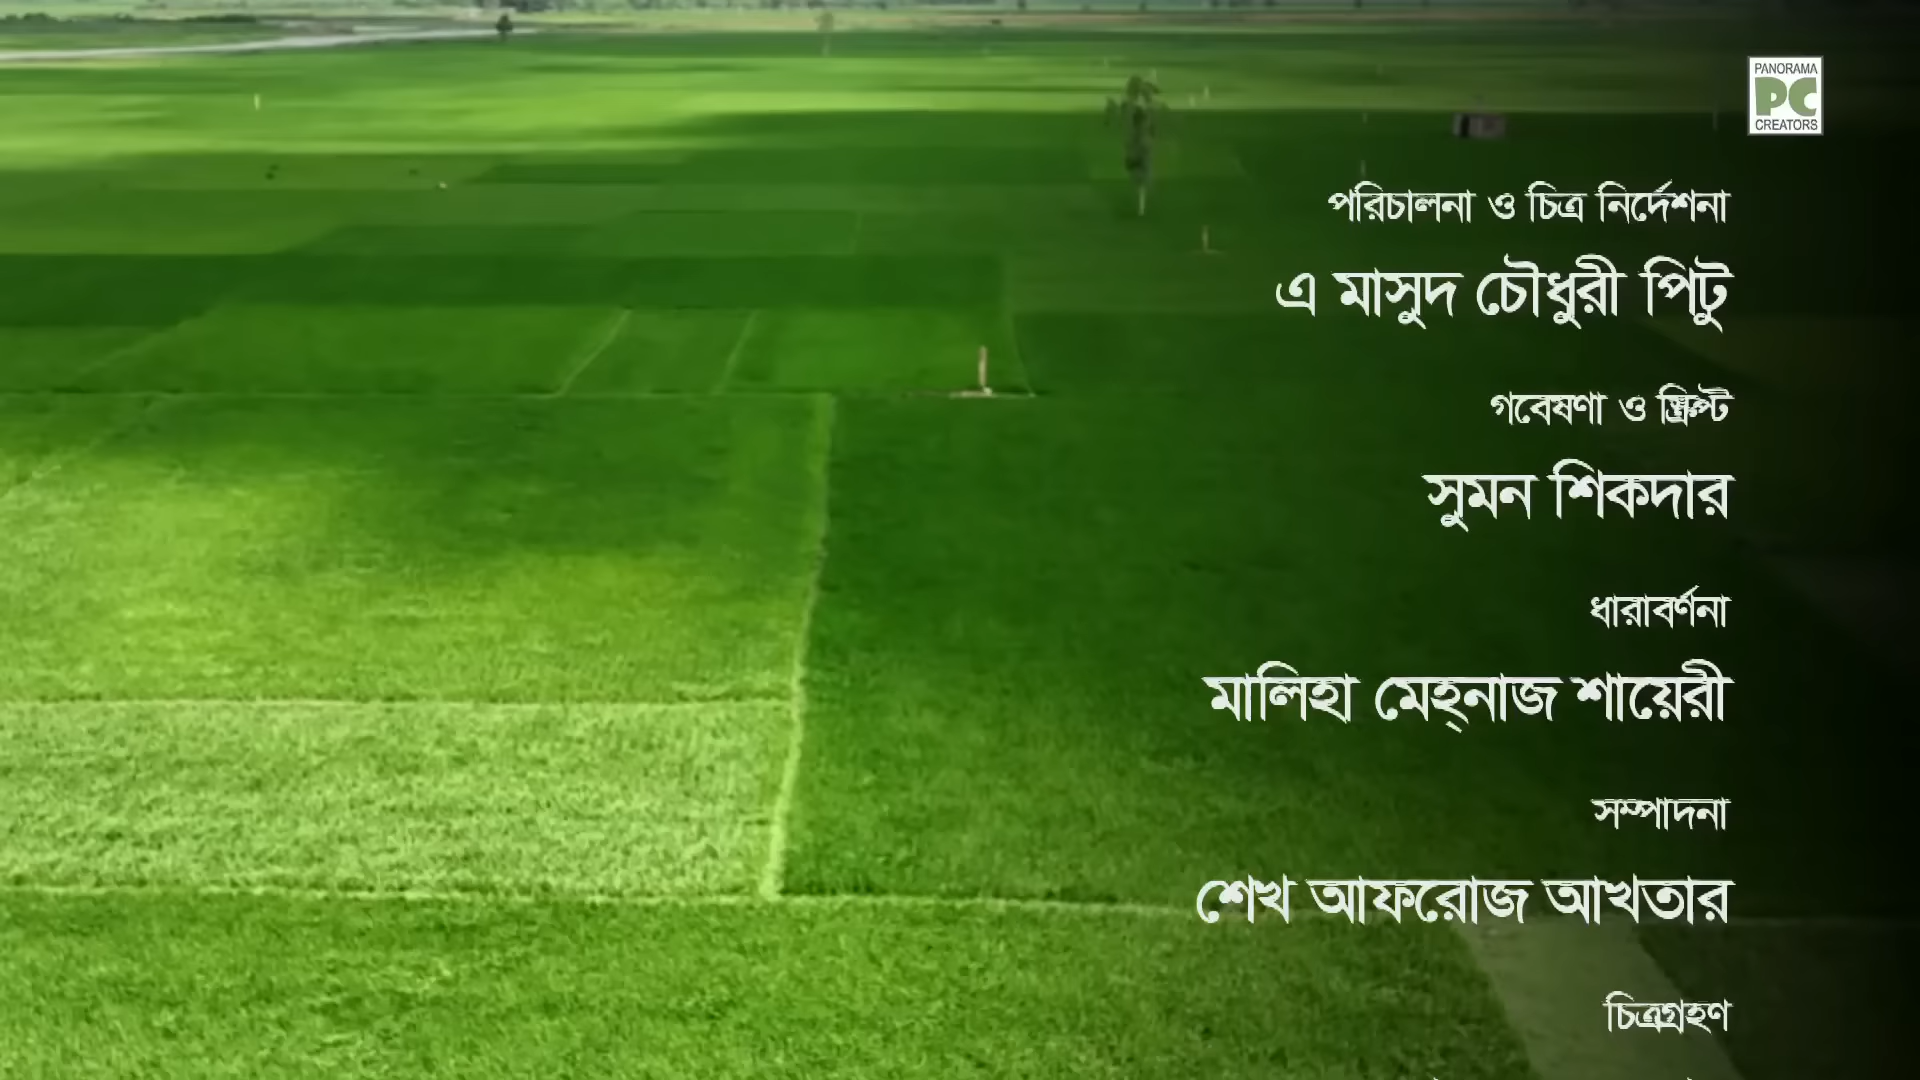 PANORAMA
PC
CREATORS
পরিচালনা ও চিত্র নির্দেশনা
এ মাসুদ চৌধুরী পিটু
গবেষণা ও স্ক্রিপ্ট
সুমন শিকদার
ধারাবর্ণনা
মালিহা মেহ্‌নাজ শায়েরী
সম্পাদনা
শেখ আফরোজ আখতার
চিত্রগ্রহণ